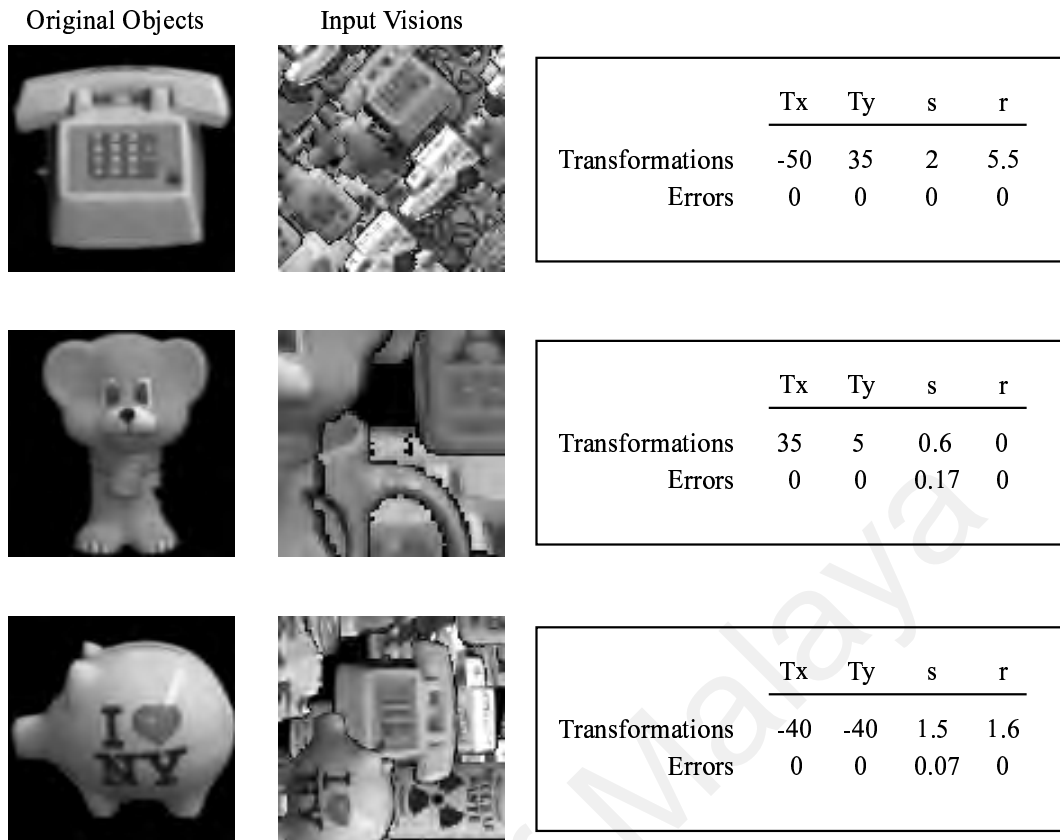 Original Objects Input Visions
Tx Ty s r
Transformations -50 35 2 5.5
Errors 0 0 0 0
Tx Ty s r
Transformations 35 5 0.6 0
Errors 0 0 0.17 0
I
NY
Tx Ty s r
Transformations -40 -40 1.5 1.6
Errors 0 0 0.07 0
Malaya